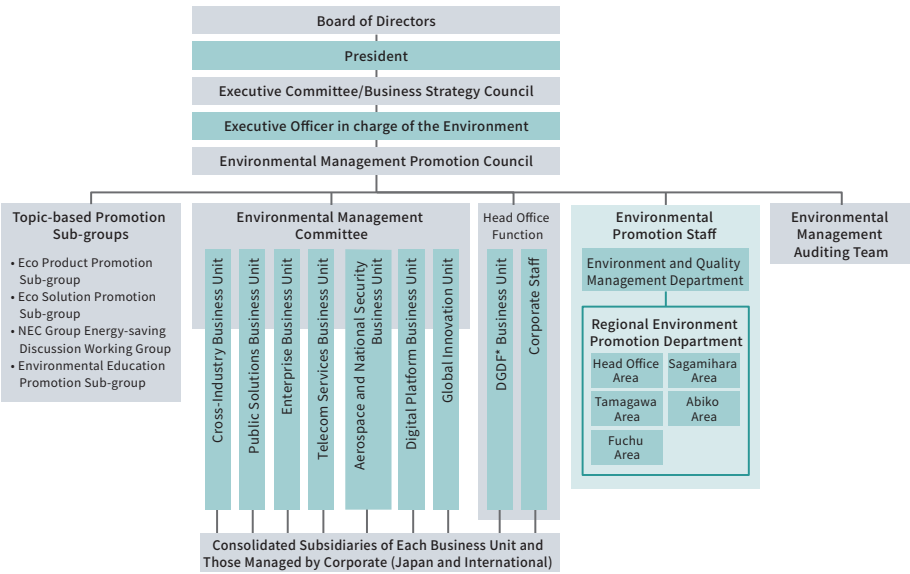 Board of Directors
President
Executive Committee/Business Strategy Council
Executive Officer in charge of the Environment
Environmental Management Promotion Council
Topic-based Promotion
Sub-groups
• Eco Product Promotion
Sub-group
• Eco Solution Promotion
Sub-group
• NEC Group Energy-saving
Discussion Working Group
• Environmental Education
Promotion Sub-group
Environmental Management
Committee
Cross-Industry Business Unit
Public Solutions Business Unit
Enterprise Business Unit
Telecom Services Business Unit
Aerospace and National Security
Business Unit
Digital Platform Business Unit
Global Innovation Unit
Head Office
Function
DGDF* Business Unit
Corporate Staff
Environmental
Promotion Staff
Environment and Quality
Management Department
Regional Environment
Promotion Department
Head Office
Area
Sagamihara
Area
Tamagawa
Area
Abiko
Area
Fuchu
Area
Environmental
Management
Auditing Team
Consolidated Subsidiaries of Each Business Unit and
Those Managed by Corporate (Japan and International)